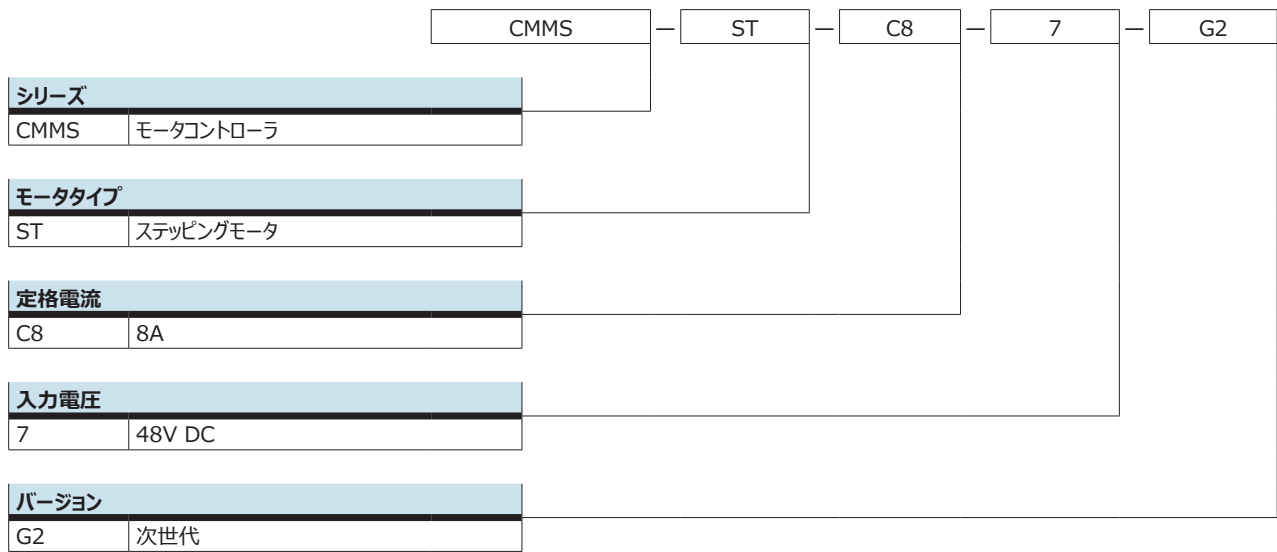 CMMS — ST — C8 — 7 — G2
シリーズ
CMMS モータコントローラ
モータタイプ
ST ステッピングモータ
定格電流
C8 8A
入力電圧
7 48V DC
バージョン
G2 次世代